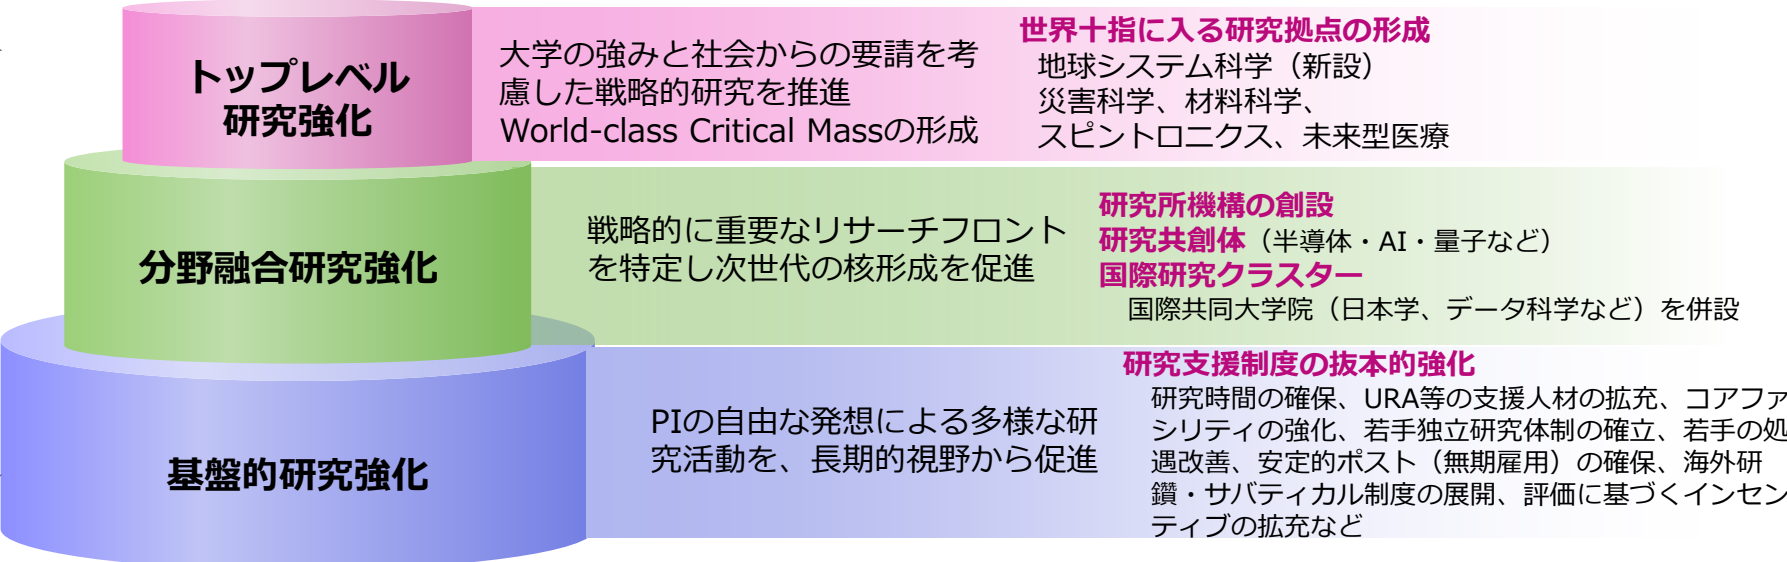 トップレベル
研究強化
大学の強みと社会からの要請を考
慮した戦略的研究を推進
World-class Critical Massの形成
世界十指に入る研究拠点の形成
地球システム科学（新設）
災害科学、材料科学、
スピントロニクス、未来型医療
分野融合研究強化
戦略的に重要なリサーチフロント
を特定し次世代の核形成を促進
研究所機構の創設
研究共創体（半導体・AI・量子など）
国際研究クラスター
国際共同大学院（日本学、データ科学など）を併設
基盤的研究強化
PIの自由な発想による多様な研
究活動を、長期的視野から促進
研究支援制度の抜本的強化
研究時間の確保、URA等の支援人材の拡充、コアファ
シリティの強化、若手独立研究体制の確立、若手の処
遇改善、安定的ポスト（無期雇用）の確保、海外研
鑽・サバティカル制度の展開、評価に基づくインセン
ティブの拡充など